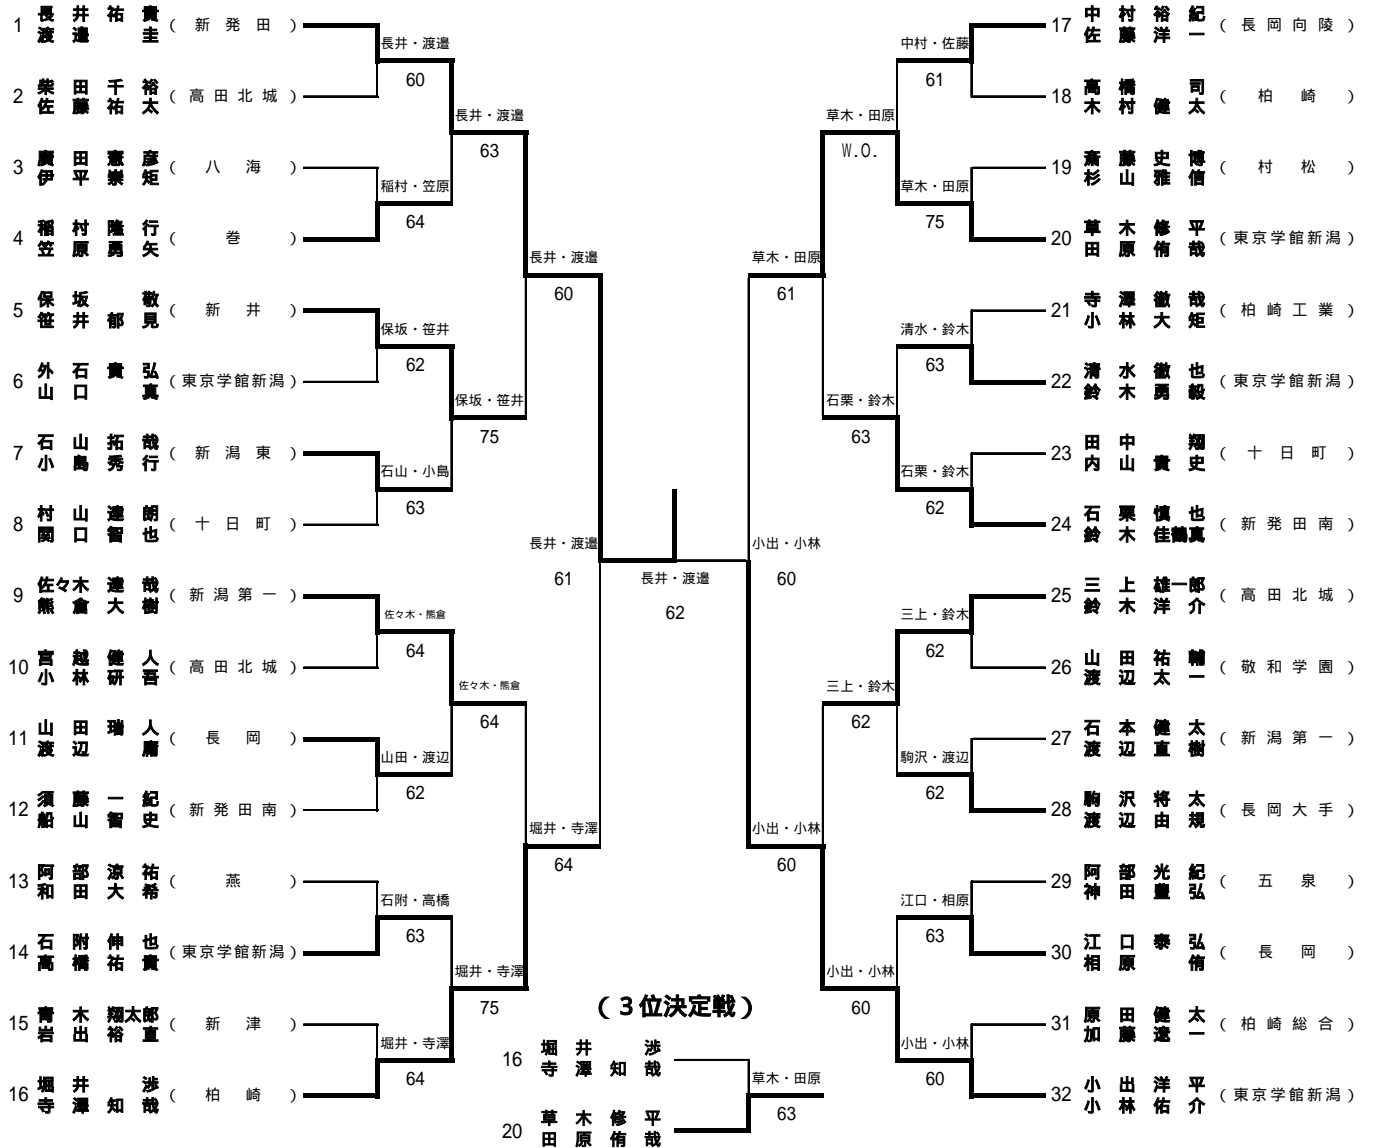 1 長井祐貴 渡邉圭 （新発田）
2 柴田千裕 佐藤祐太 （高田北城）
3 廣田憲彦 伊平崇矩 （八海）
4 稲村隆行 笠原勇矢 （巻）
5 保坂敬 笹井郁見 （新井）
6 外石貴弘 山口真 （東京学館新潟）
7 石山拓哉 小島秀行 （新潟東）
8 村山達朗 関口智也 （十日町）
9 佐々木達哉 熊倉大樹 （新潟第一）
10 宮越健人 小林研吾 （高田北城）
11 山田瑞人 渡辺庸 （長岡）
12 須藤一紀 船山智史 （新発田南）
13 阿部涼祐 和田大希 （燕）
14 石附伸也 高橋祐貴 （東京学館新潟）
15 青木翔太郎 岩出裕直 （新津）
16 堀井渉 寺澤知哉 （柏崎）
長井・渡邉
60
稲村・笠原
64
保坂・笹井
62
石山・小島
63
佐々木・熊倉
64
山田・渡辺
62
石附・高橋
63
堀井・寺澤
64
長井・渡邉
63
保坂・笹井
75
佐々木・熊倉
64
堀井・寺澤
75
長井・渡邉
60
堀井・寺澤
64
長井・渡邉
61
長井・渡邉
62
小出・小林
60
草木・田原
61
小出・小林
60
草木・田原
W.O.
石栗・鈴木
63
三上・鈴木
62
小出・小林
60
中村・佐藤
61
草木・田原
75
清水・鈴木
63
石栗・鈴木
62
三上・鈴木
62
駒沢・渡辺
62
江口・相原
63
小出・小林
60
17 中村裕紀 佐藤洋一 （長岡向陵）
18 高橋司 木村健太 （柏崎）
19 斎藤史博 杉山雅信 （村松）
20 草木修平 田原侑哉 （東京学館新潟）
21 寺澤徹哉 小林大矩 （柏崎工業）
22 清水徹也 鈴木勇毅 （東京学館新潟）
23 田中翔 内山貴史 （十日町）
24 石栗慎也 鈴木佳鶴真 （新発田南）
25 三上雄一郎 鈴木洋介 （高田北城）
26 山田祐輔 渡辺太一 （敬和学園）
27 石本健太 渡辺直樹 （新潟第一）
28 駒沢将太 渡辺由規 （長岡大手）
29 阿部光紀 神田豊弘 （五泉）
30 江口泰弘 相原侑 （長岡）
31 原田健太 加藤遼一 （柏崎総合）
32 小出洋平 小林佑介 （東京学館新潟）
（３位決定戦）
16 堀井渉 寺澤知哉
20 草木修平 田原侑哉
草木・田原
63